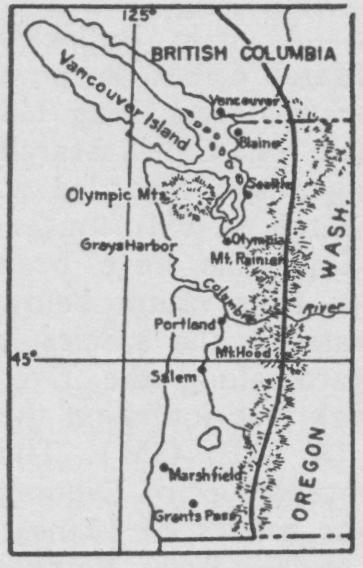 125°
BRITISH COLUMBIA
Vancouver Island
Vancouver
Blaine
Olympic Mts.
Seattle
WASH.
Grays Harbor
Olympia
Mt. Rainier
Columbia River
Portland
45°
Mt. Hood
Salem
OREGON
Marshfield
Grants Pass